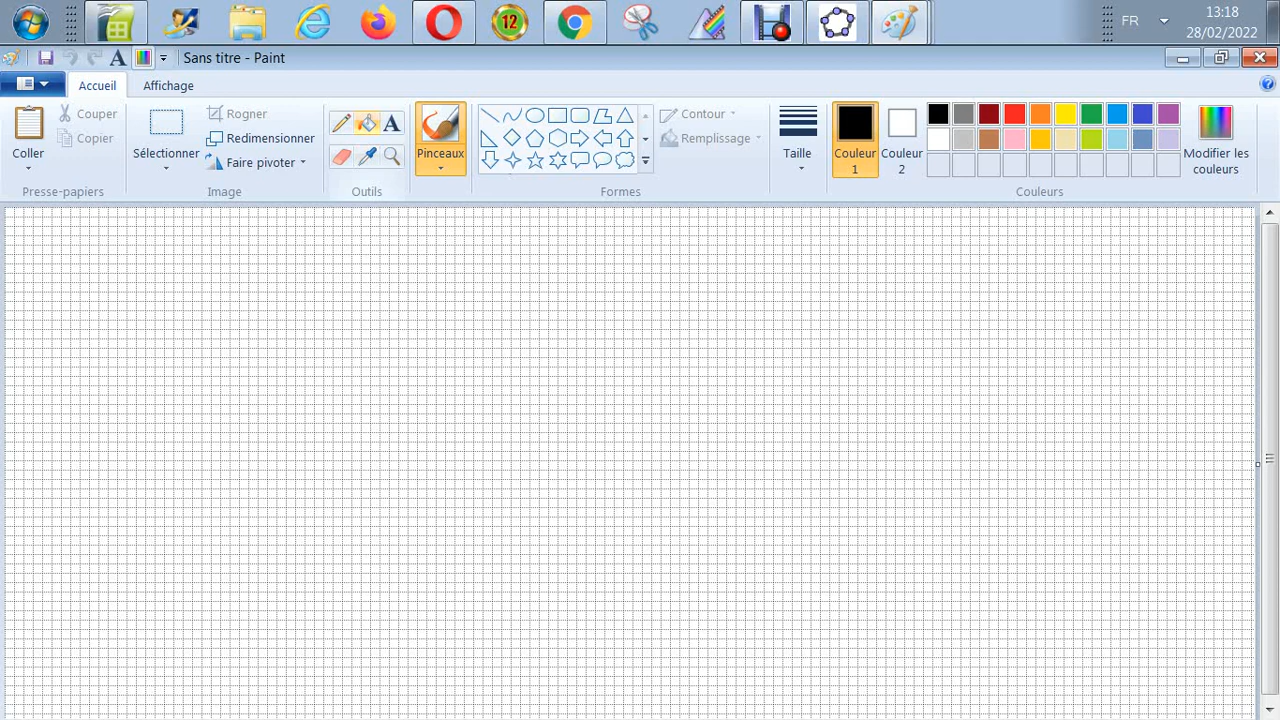 12
FR
13:18
28/02/2022
Sans titre - Paint
Accueil
Affichage
Coller
Couper
Copier
Presse-papiers
Sélectionner
Rogner
Redimensionner
Faire pivoter
Image
Outils
Pinceaux
Contour
Remplissage
Formes
Taille
Couleur
1
Couleur
2
Modifier les
couleurs
Couleurs